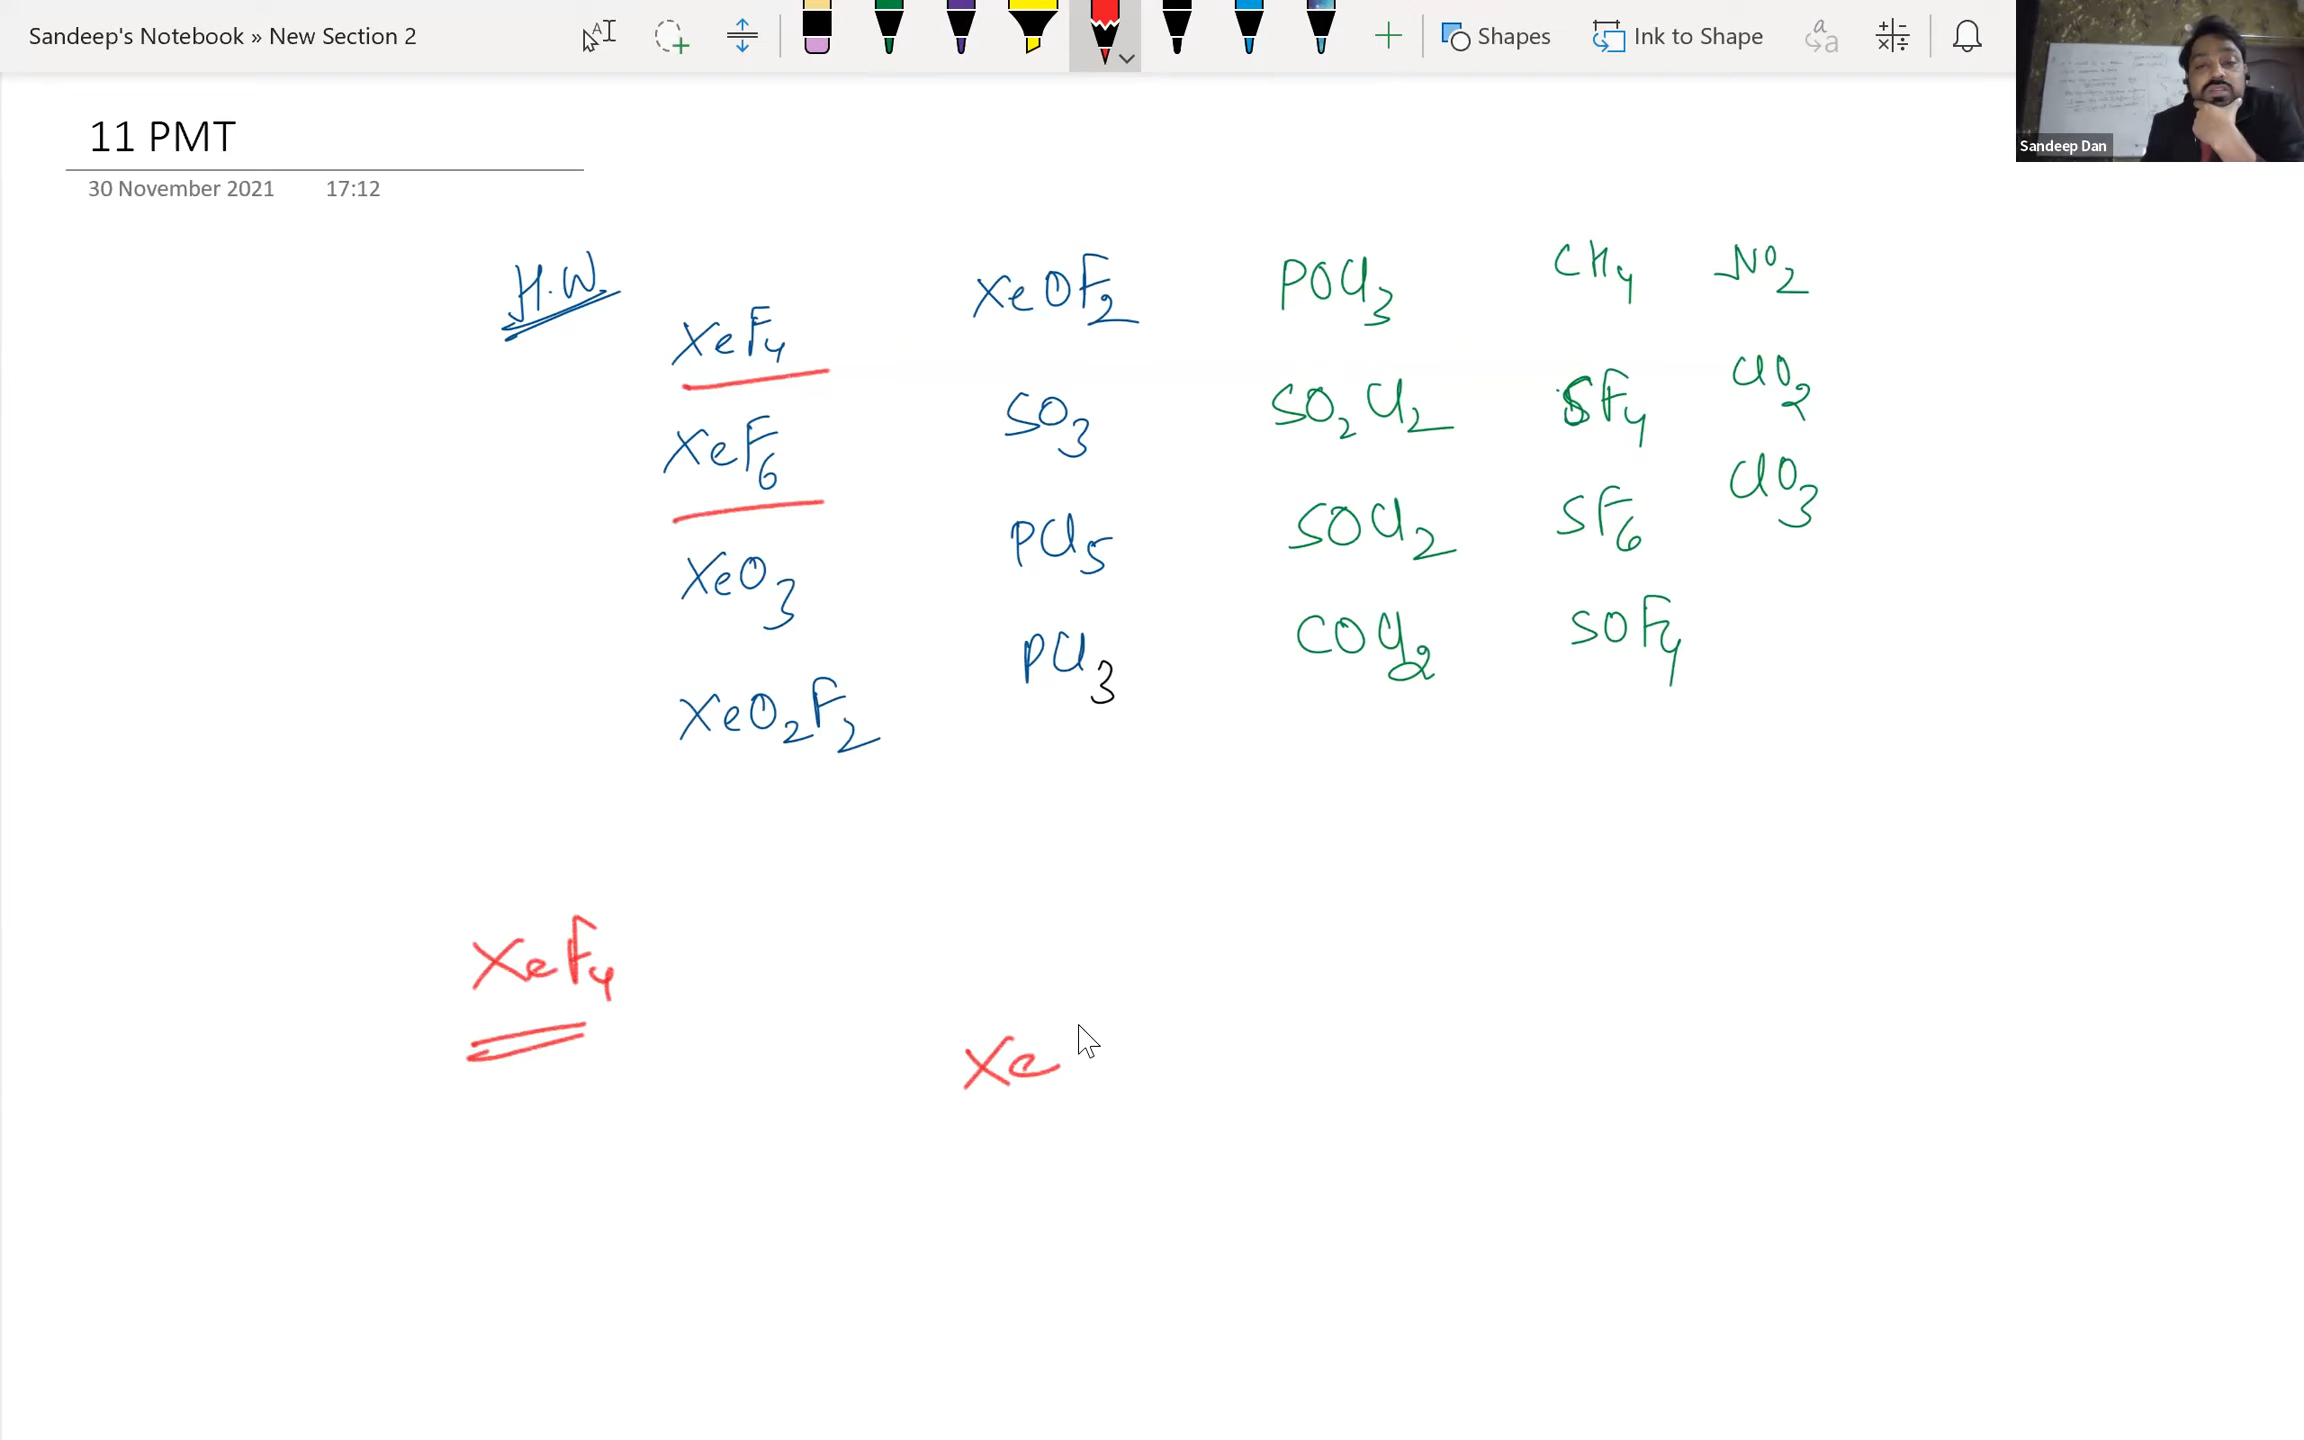 Sandeep's Notebook » New Section 2
Shapes
Ink to Shape
Sandeep Dan
11 PMT
30 November 2021 17:12
H.W.
XeF4
XeF6
XeO3
XeO2F2
XeOF2
SO3
PCl5
PCl3
POCl3
SO2Cl2
SOCl2
COCl2
CH4
SF4
SF6
SOF4
NO2
ClO2
ClO3
XeF4
Xe